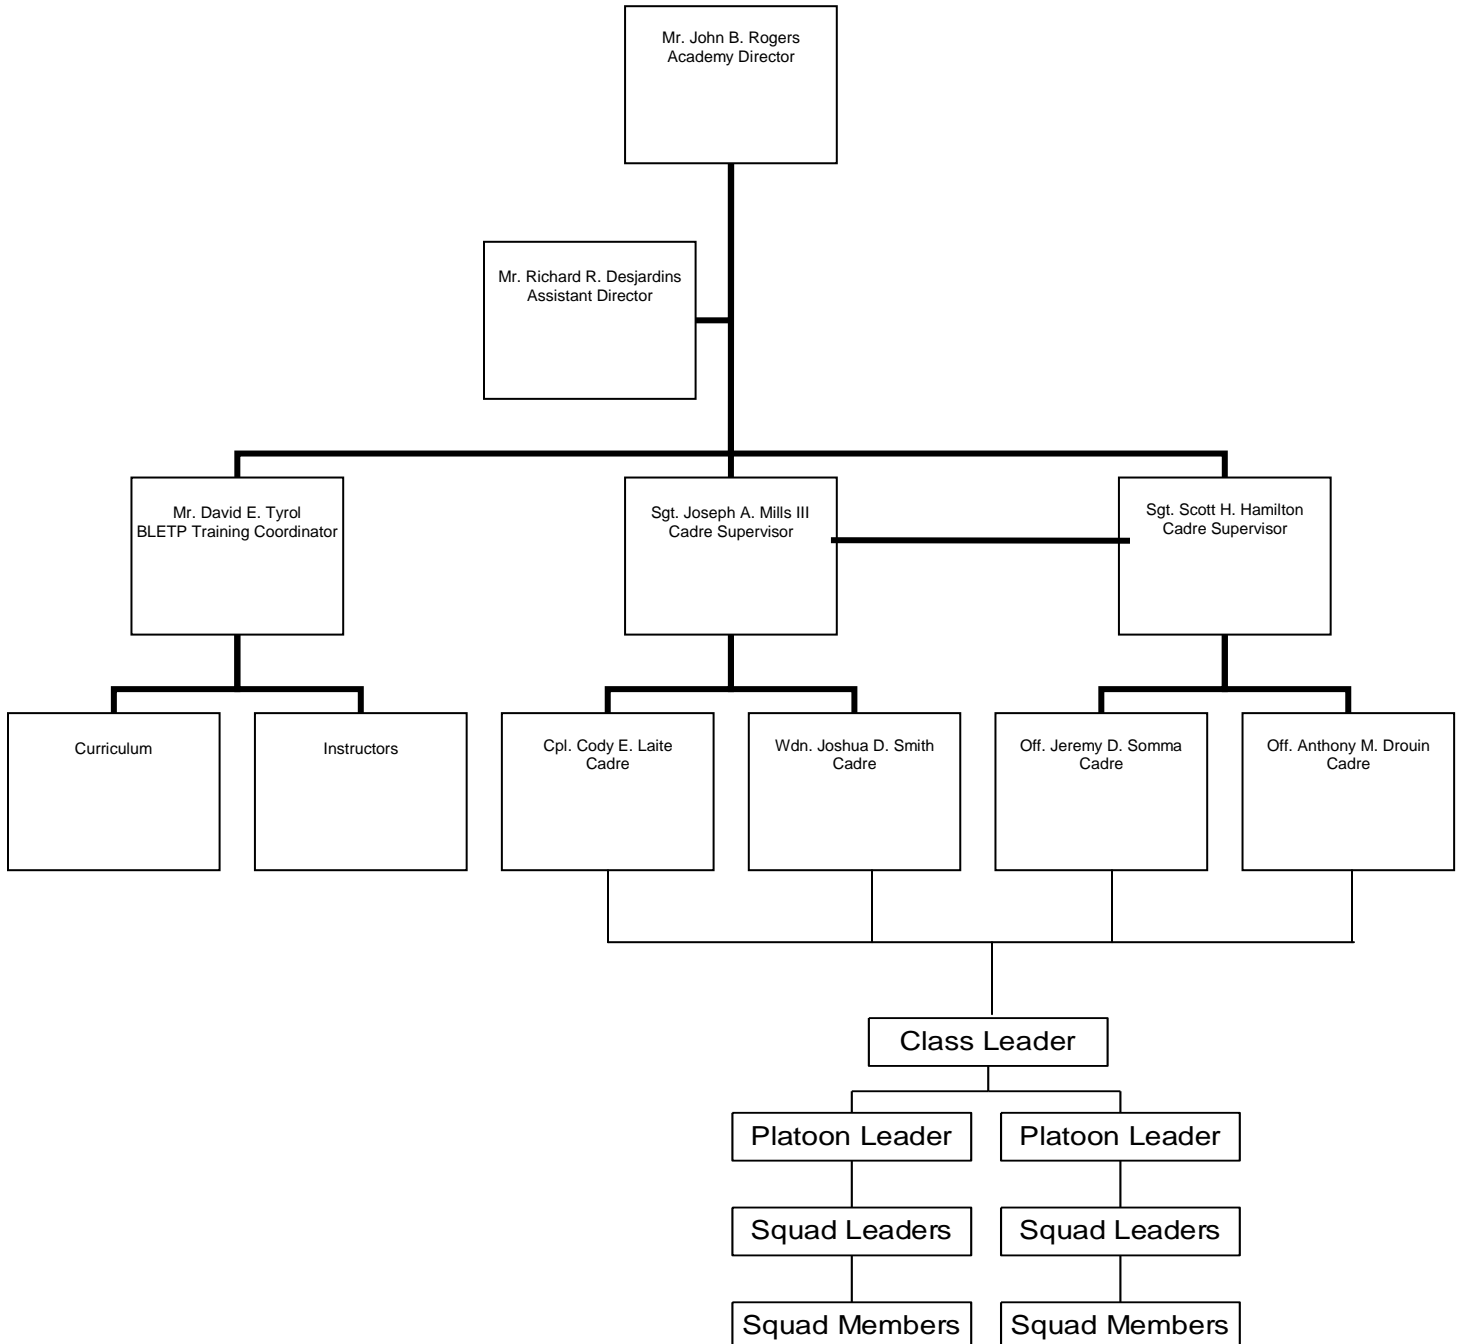 Mr. John B. Rogers
Academy Director
Mr. Richard R. Desjardins
Assistant Director
Mr. David E. Tyrol
BLETP Training Coordinator
Sgt. Joseph A. Mills III
Cadre Supervisor
Sgt. Scott H. Hamilton
Cadre Supervisor
Curriculum
Instructors
Cpl. Cody E. Laite
Cadre
Wdn. Joshua D. Smith
Cadre
Off. Jeremy D. Somma
Cadre
Off. Anthony M. Drouin
Cadre
Class Leader
Platoon Leader
Platoon Leader
Squad Leaders
Squad Leaders
Squad Members
Squad Members